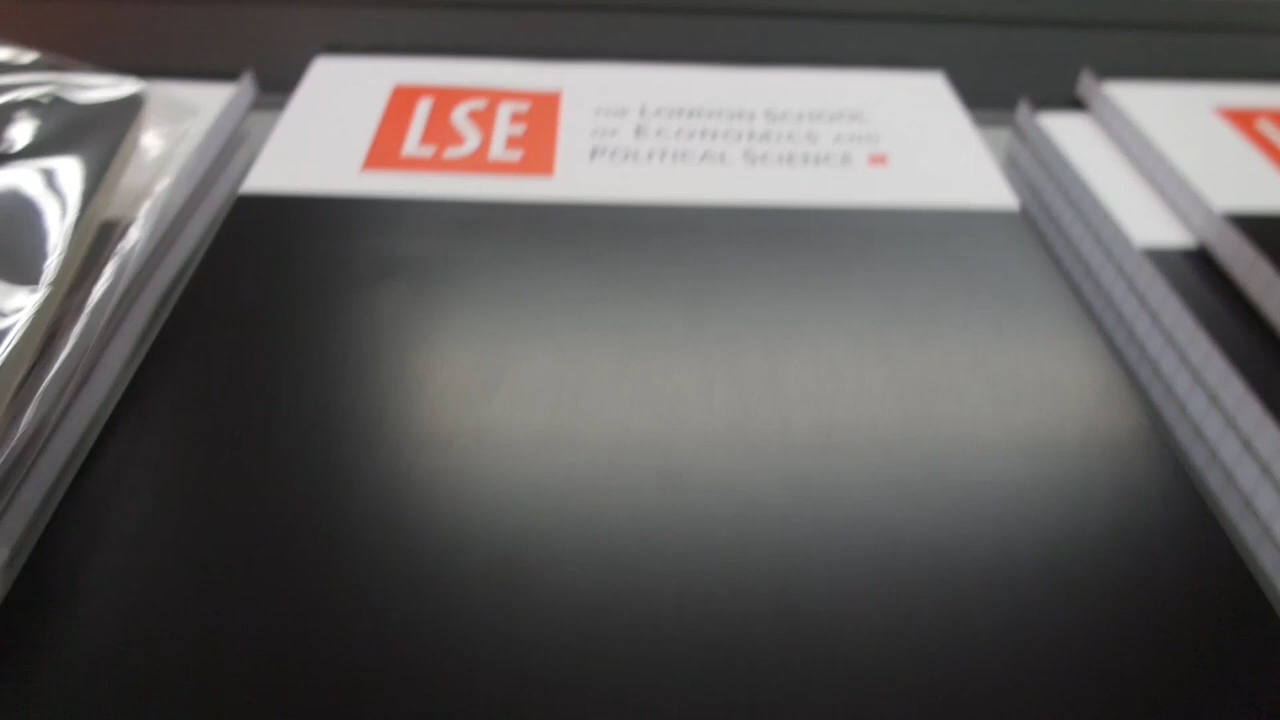 LSE
THE LONDON SCHOOL
OF ECONOMICS AND
POLITICAL SCIENCE